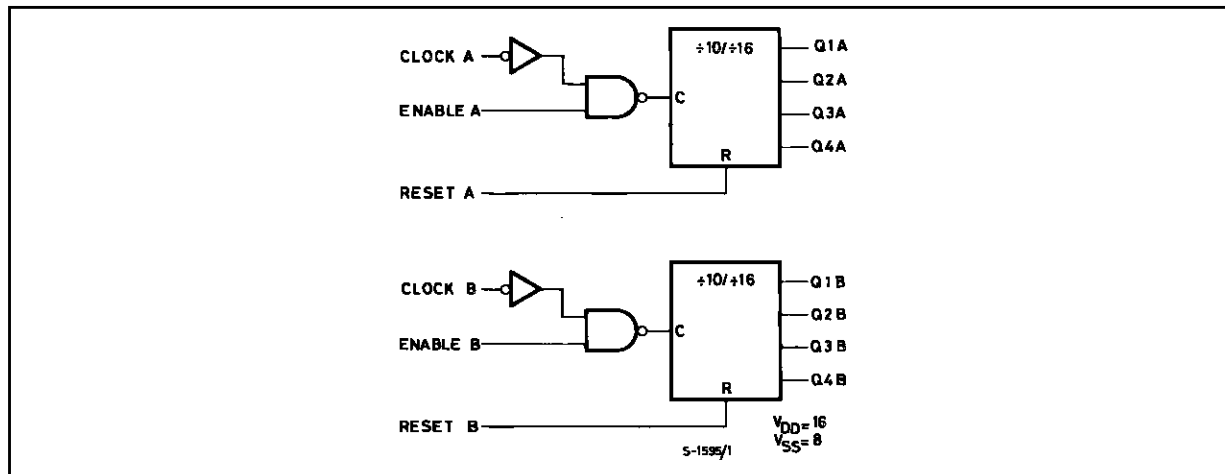 ÷10/÷16
CLOCK A
Q1A
Q2A
ENABLE A
C
Q3A
Q4A
R
RESET A
÷10/÷16
CLOCK B
Q1B
Q2B
ENABLE B
C
Q3B
Q4B
R
RESET B
VDD=16
VSS=8
S-1595/1